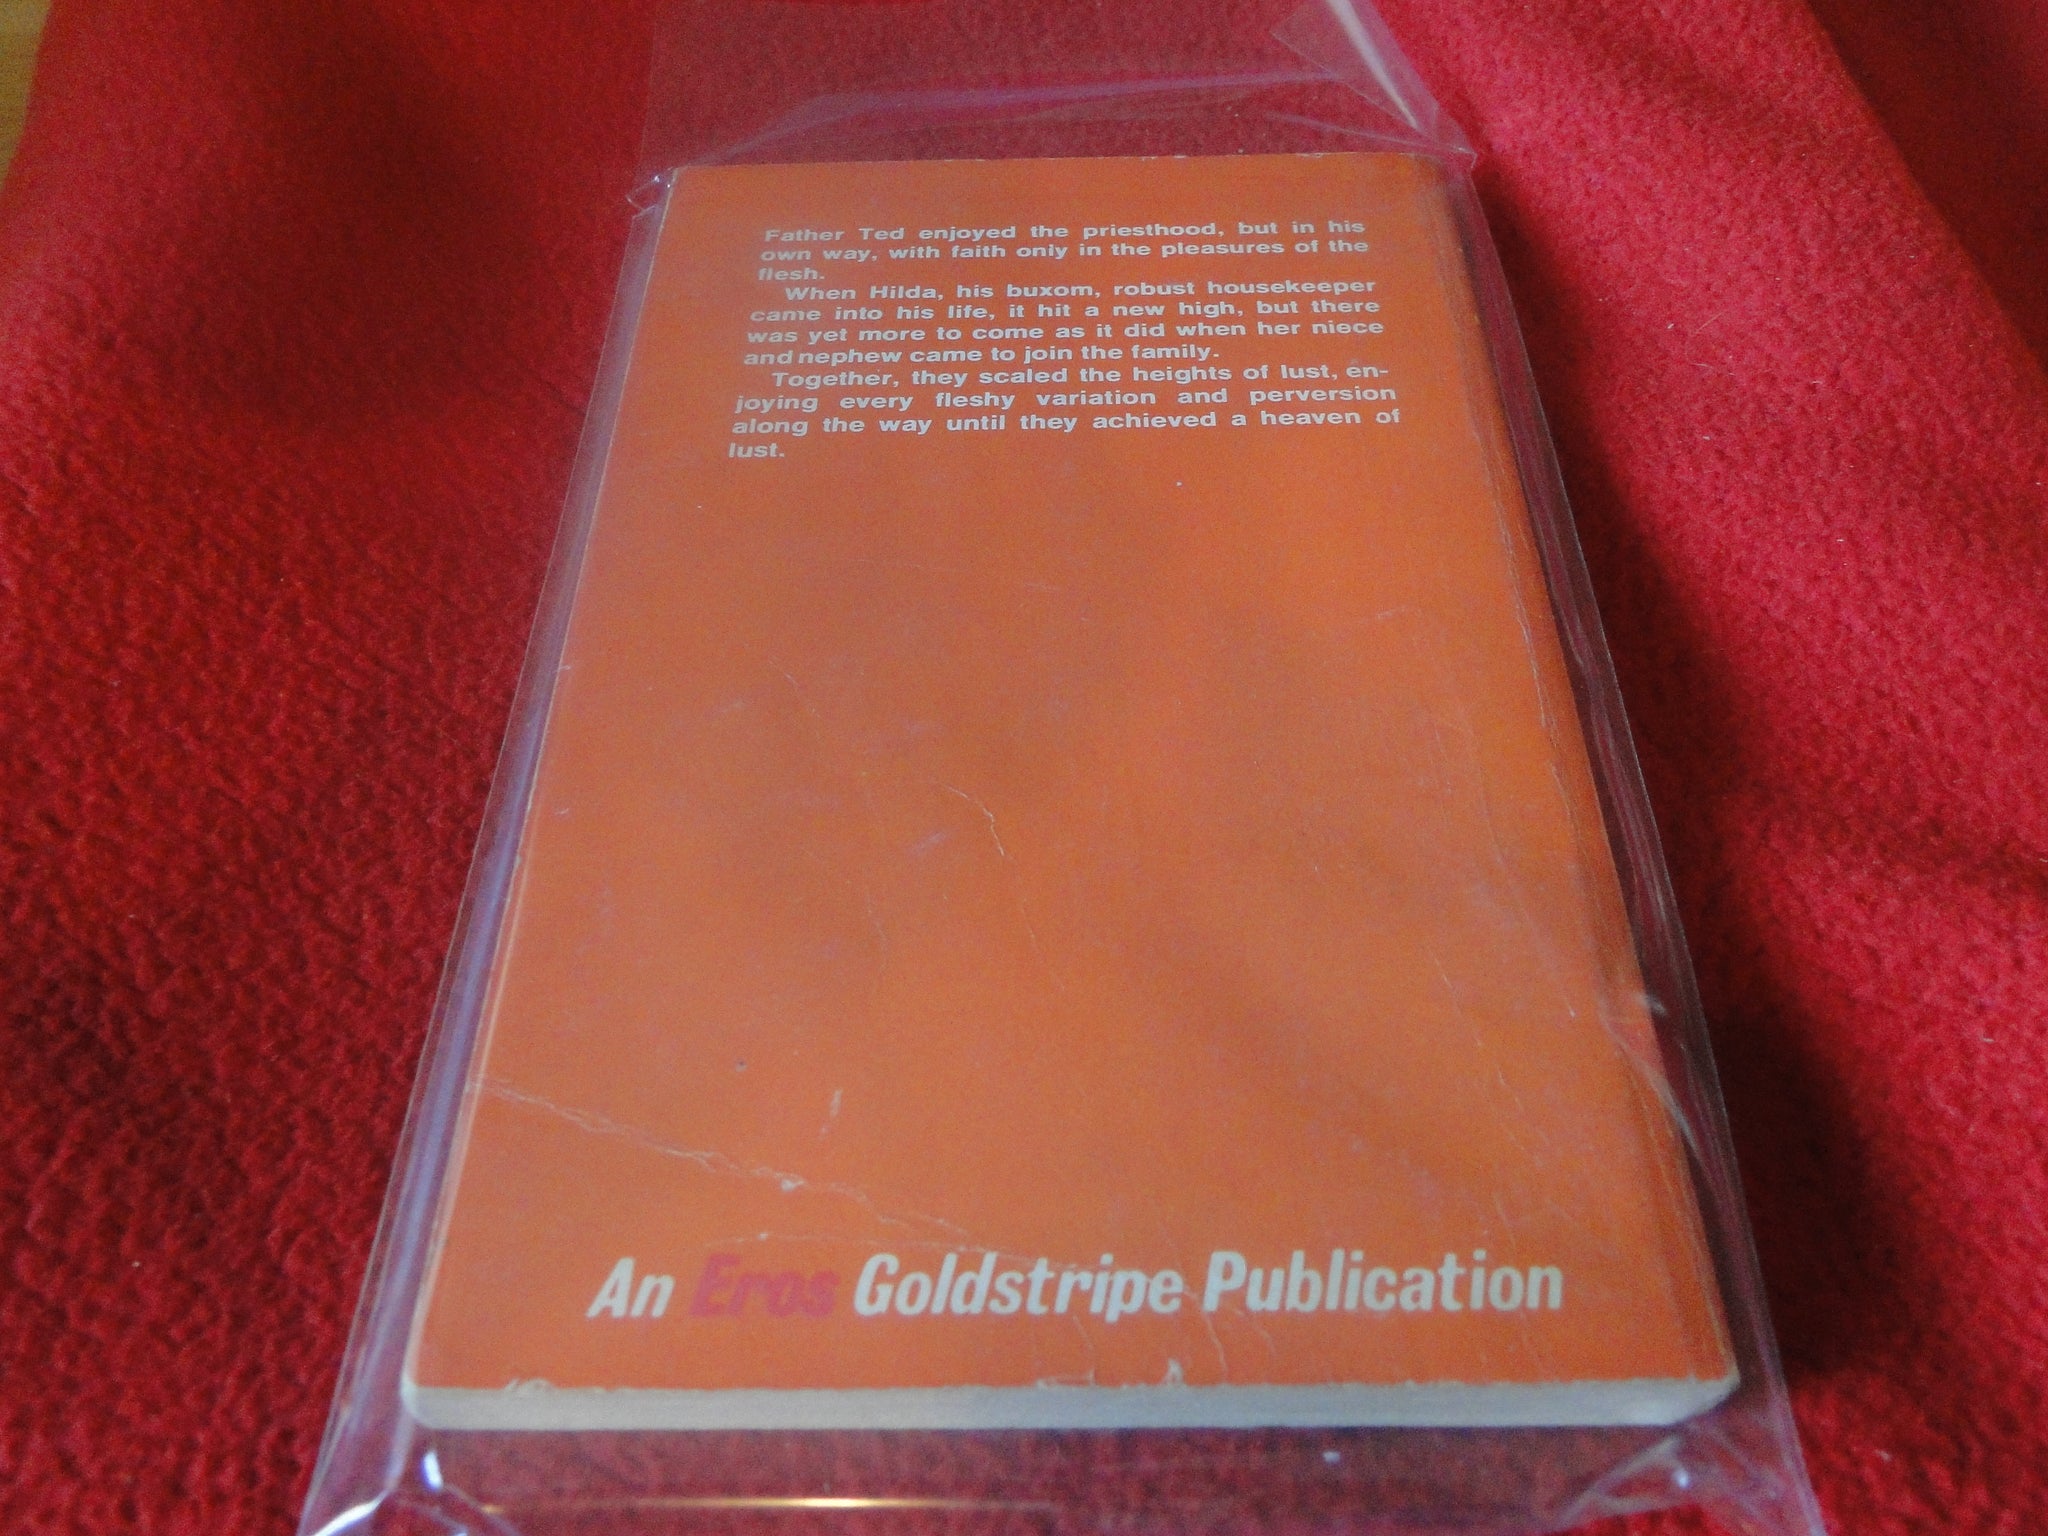 Father Ted enjoyed the priesthood, but in his
own way, with faith only in the pleasures of the
flesh.
When Hilda, his buxom, robust housekeeper
came into his life, it hit a new high, but there
was yet more to come as it did when her niece
and nephew came to join the family.
Together, they scaled the heights of lust, en-
joying every fleshy variation and perversion
along the way until they achieved a heaven of
lust.
An Eros Goldstripe Publication